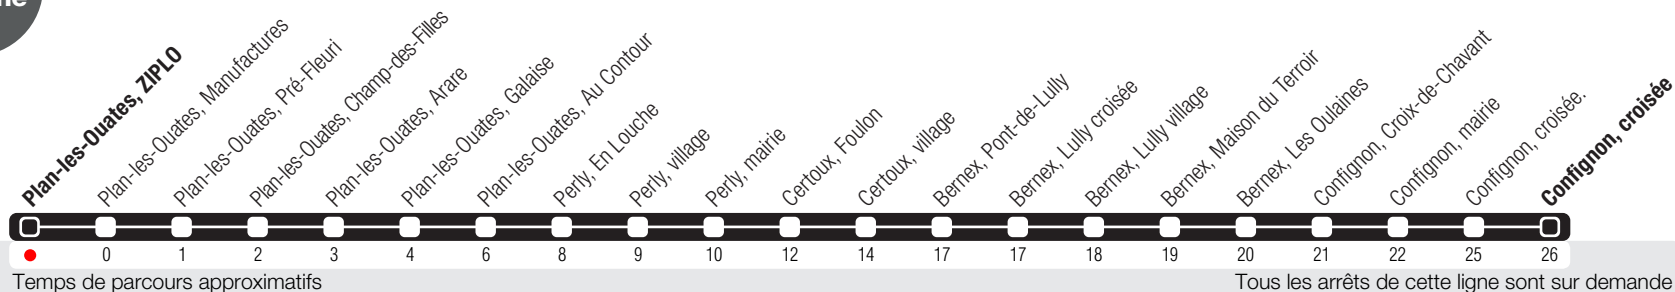 ne
Plan-les-Ouates, ZIPLO
Plan-les-Ouates, Manufactures
Plan-les-Ouates, Pré-Fleuri
Plan-les-Ouates, Champ-des-Filles
Plan-les-Ouates, Arare
Plan-les-Ouates, Galaise
Plan-les-Ouates, Au Contour
Perly, En Louche
Perly, village
Perly, mairie
Certoux, Foulon
Certoux, village
Bernex, Pont-de-Lully
Bernex, Lully croisée
Bernex, Lully village
Bernex, Maison du Terroir
Bernex, Les Oulaines
Confignon, Croix-de-Chavant
Confignon, mairie
Confignon, croisée.
Confignon, croisée
0 1 2 3 4 6 8 9 10 12 14 17 17 18 19 20 21 22 25 26
Temps de parcours approximatifs
Tous les arrêts de cette ligne sont sur demande